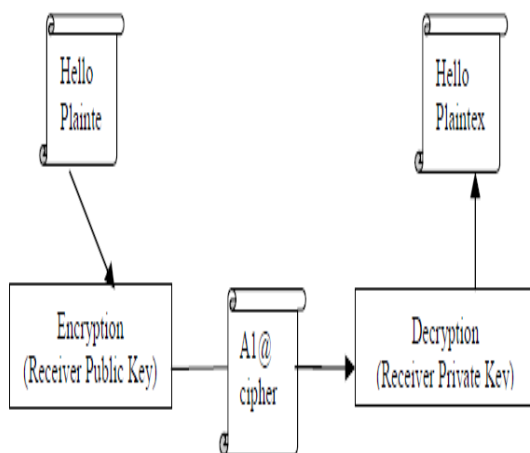 Hello
Plainte
Hello
Plaintex
Encryption
(Receiver Public Key)
A1@
cipher
Decryption
(Receiver Private Key)